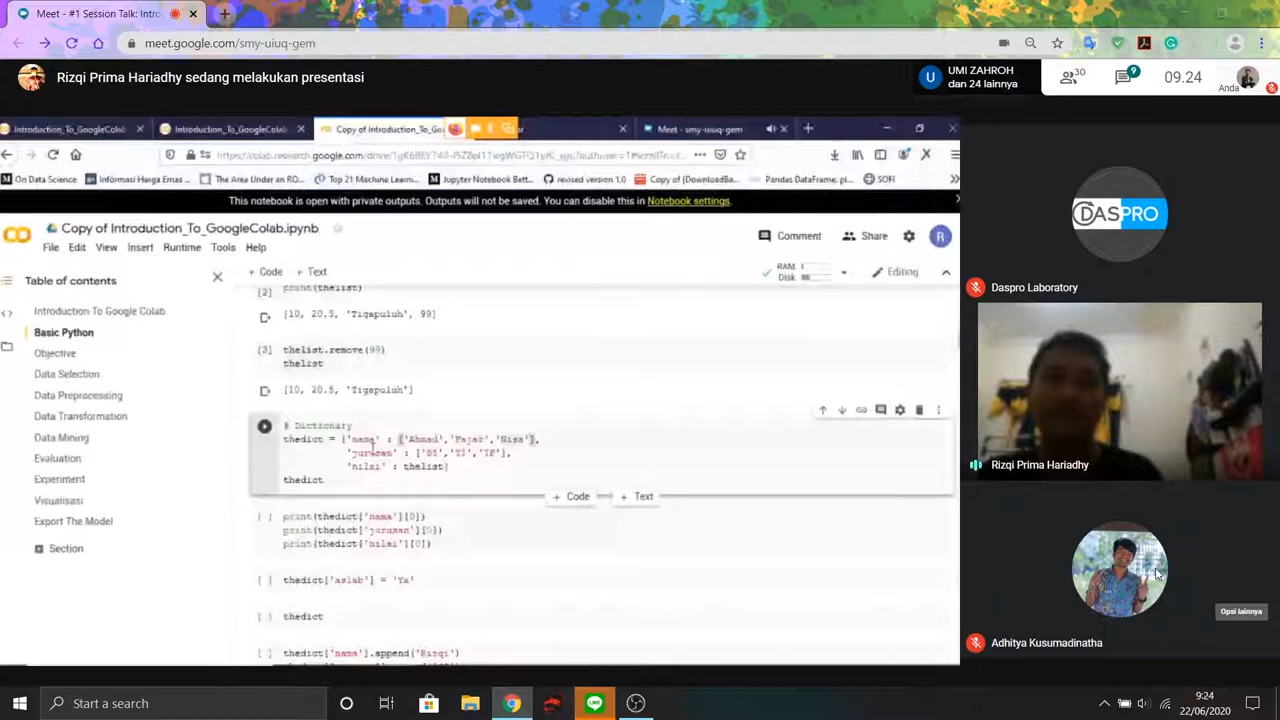 Meet - #1 Session Talk: Intro
meet.google.com/smy-uiuq-gem
Rizqi Prima Hariadhy sedang melakukan presentasi
U
UMI ZAHROH
dan 24 lainnya
30
9
09.24
Anda
Introduction_To_GoogleColab.
Introduction_To_GoogleColab.
Copy of Introduction_To_Go
Meet - smy-uiuq-gem
On Data Science
Informasi Harga Emas ...
The Area Under an RO...
Top 21 Machine Learn...
Jupyter Notebook Bett...
revised version 1.0
Copy of [DownloadBa...
Pandas DataFrame: pl...
SOFI
This notebook is open with private outputs. Outputs will not be saved. You can disable this in Notebook settings.
Copy of Introduction_To_GoogleColab.ipynb
File Edit View Insert Runtime Tools Help
Comment
Share
R
+ Code + Text
RAM
Disk
Editing
Table of contents
Introduction To Google Colab
Basic Python
Objective
Data Selection
Data Preprocessing
Data Transformation
Data Mining
Evaluation
Experiment
Visualisasi
Export The Model
Section
[2] print(thelist)
[10, 20.5, 'Tigapuluh', 99]
[3] thelist.remove(99)
thelist
[10, 20.5, 'Tigapuluh']
# Dictionary
thedict = {'nama' : ['Ahmad','Fajar','Nisa'],
'jurusan' : ['SI','TI','IF'],
'nilai' : thelist}
thedict
+ Code + Text
[ ] print(thedict['nama'][0])
print(thedict['jurusan'][0])
print(thedict['nilai'][0])
[ ] thedict['aslab'] = 'Ya'
[ ] thedict
[ ] thedict['nama'].append('Rizqi')
DASPRO
Daspro Laboratory
Rizqi Prima Hariadhy
Opsi lainnya
Adhitya Kusumadinatha
Search for anything
9:24
22/06/2020